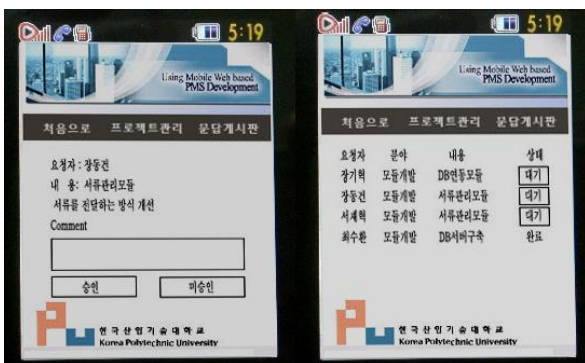 5:19
Using Mobile Web based
PMS Development
처음으로 프로젝트관리 문답게시판
요청자 : 장동건
내 용: 서류관리모듈
서류를 전달하는 방식 개선
Comment
승인 미승인
한국산업기술대학교
Korea Polytechnic University
5:19
Using Mobile Web based
PMS Development
처음으로 프로젝트관리 문답게시판
요청자 분야 내용 상태
장기혁 모듈개발 DB연동모듈 대기
장동건 모듈개발 서류관리모듈 대기
서재혁 모듈개발 서류관리모듈 대기
최수환 모듈개발 DB서버구축 완료
한국산업기술대학교
Korea Polytechnic University